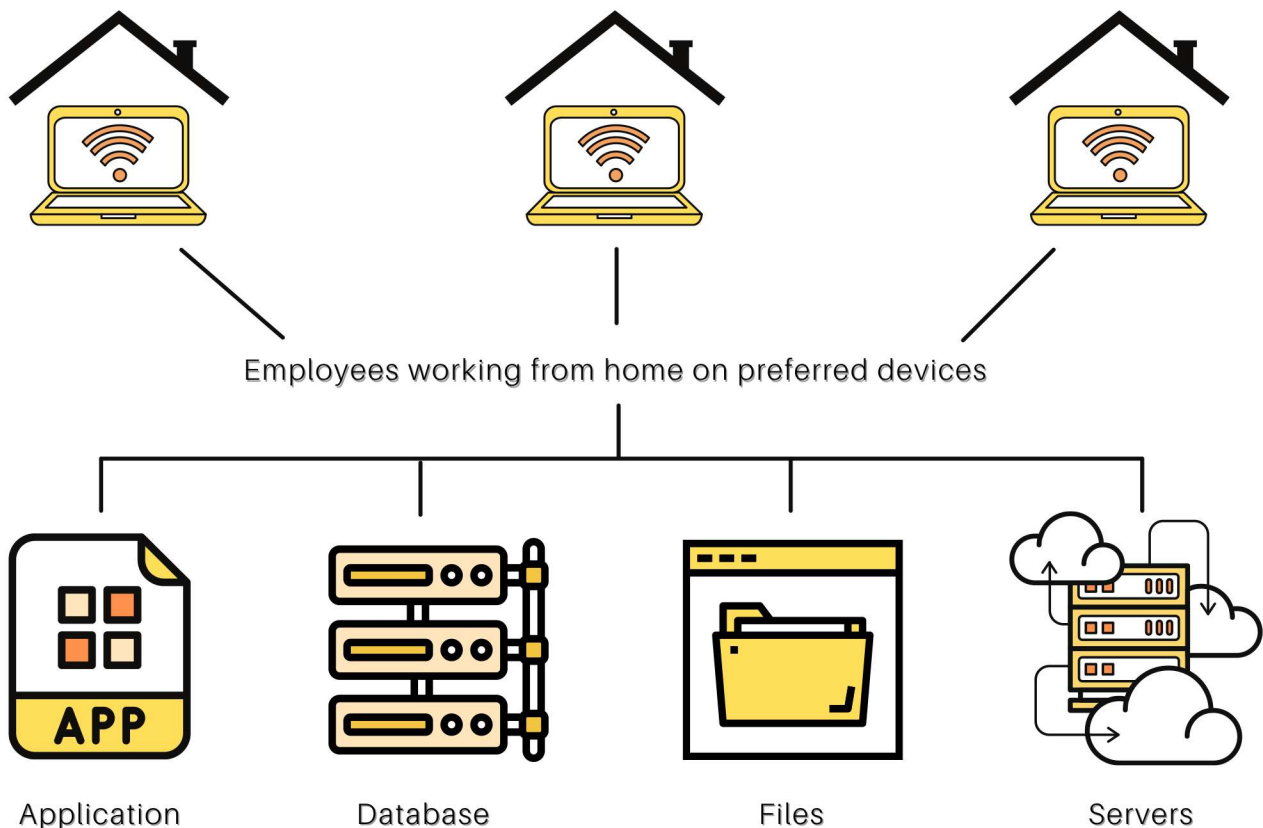 Employees working from home on preferred devices
APP
Application
Database
Files
Servers